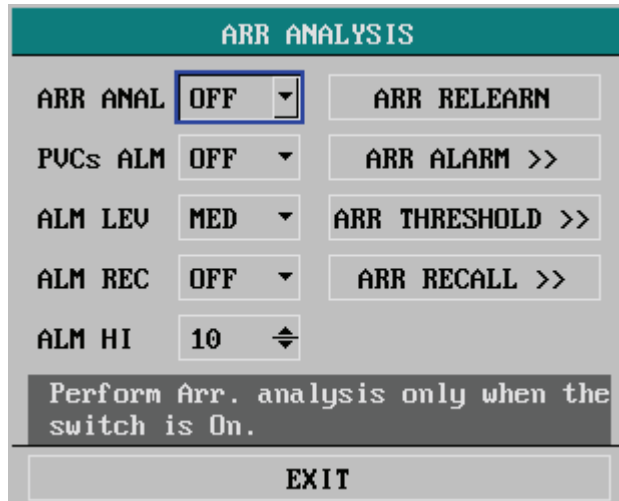 ARR ANALYSIS
ARR ANAL OFF ARR RELEARN
PVCs ALM OFF ARR ALARM >>
ALM LEV MED ARR THRESHOLD >>
ALM REC OFF ARR RECALL >>
ALM HI 10
Perform Arr. analysis only when the
switch is On.
EXIT